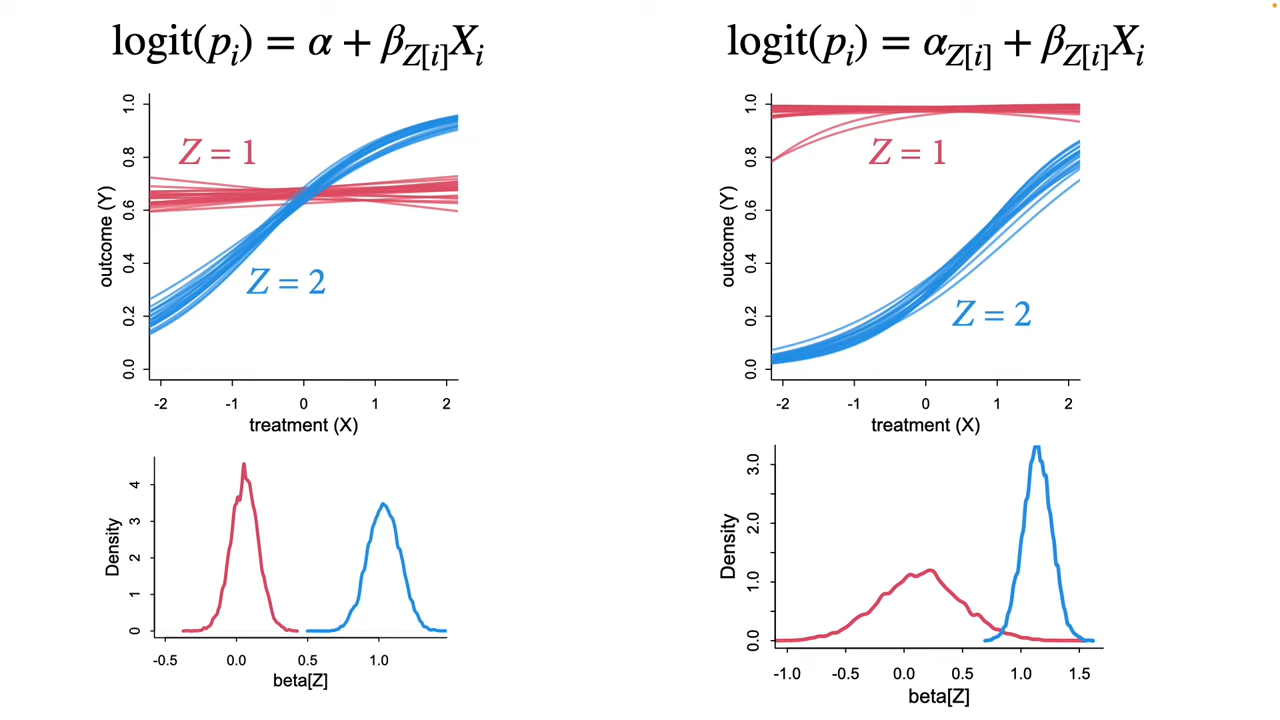 logit(pᵢ) = α + β_Z[i]Xᵢ
1.0
0.8
0.6
0.4
0.2
0.0
outcome (Y)
Z = 1
Z = 2
-2 -1 0 1 2
treatment (X)
4
3
2
1
0
Density
-0.5 0.0 0.5 1.0
beta[Z]
logit(pᵢ) = α_Z[i] + β_Z[i]Xᵢ
1.0
0.8
0.6
0.4
0.2
0.0
outcome (Y)
Z = 1
Z = 2
-2 -1 0 1 2
treatment (X)
3.0
2.0
1.0
0.0
Density
-1.0 -0.5 0.0 0.5 1.0 1.5
beta[Z]